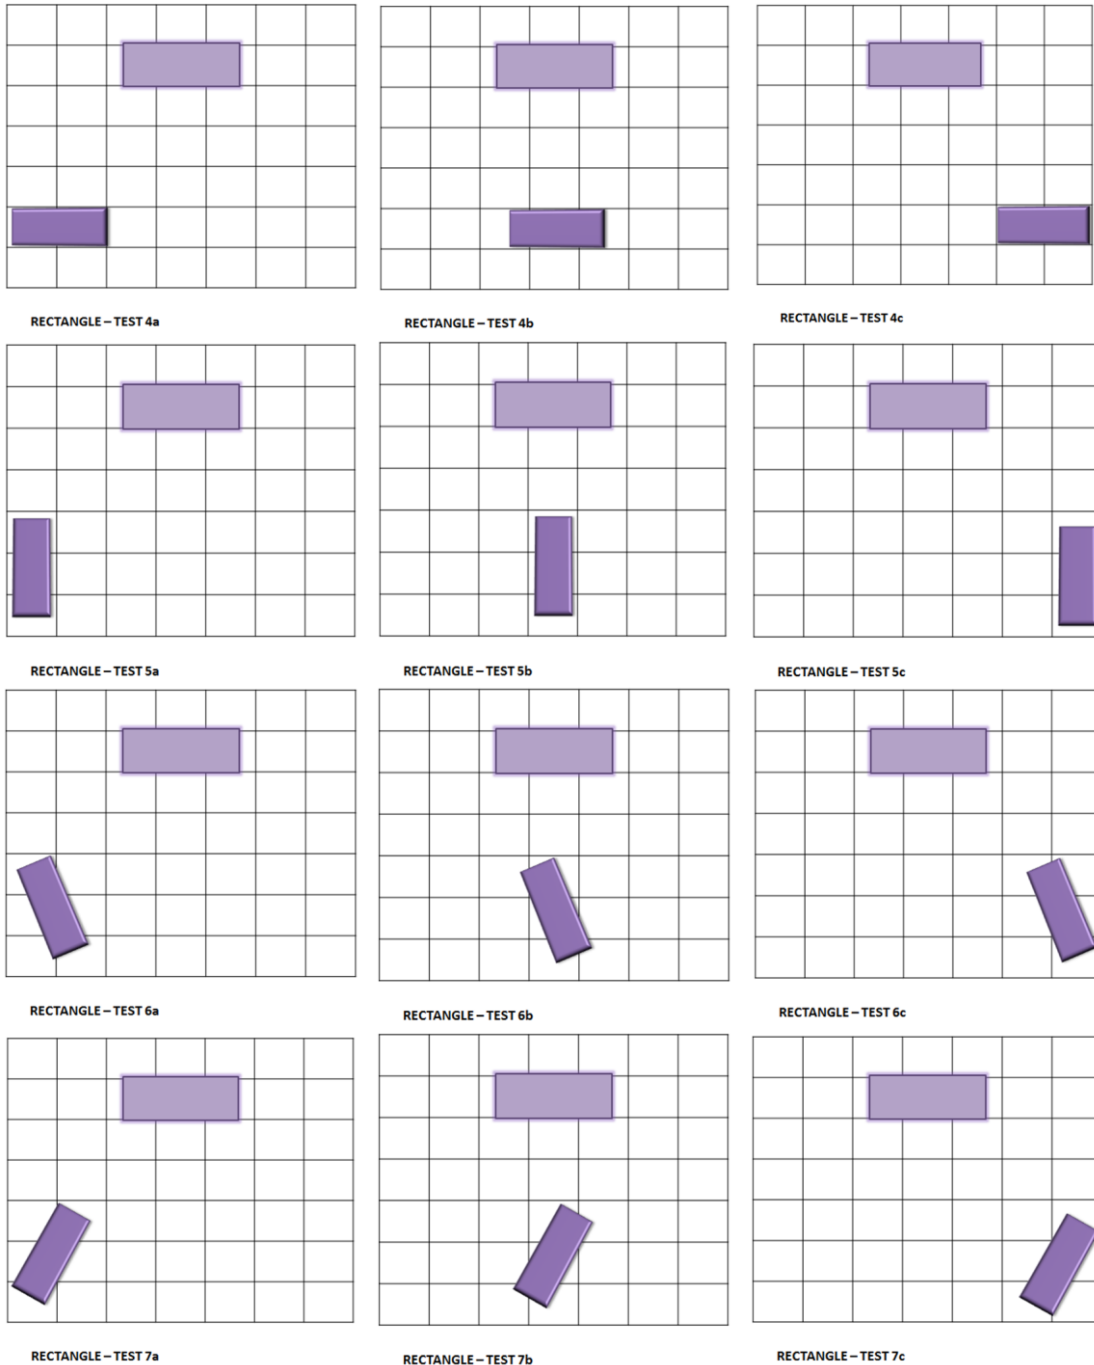 RECTANGLE – TEST 4a
RECTANGLE – TEST 4b
RECTANGLE – TEST 4c
RECTANGLE – TEST 5a
RECTANGLE – TEST 5b
RECTANGLE – TEST 5c
RECTANGLE – TEST 6a
RECTANGLE – TEST 6b
RECTANGLE – TEST 6c
RECTANGLE – TEST 7a
RECTANGLE – TEST 7b
RECTANGLE – TEST 7c